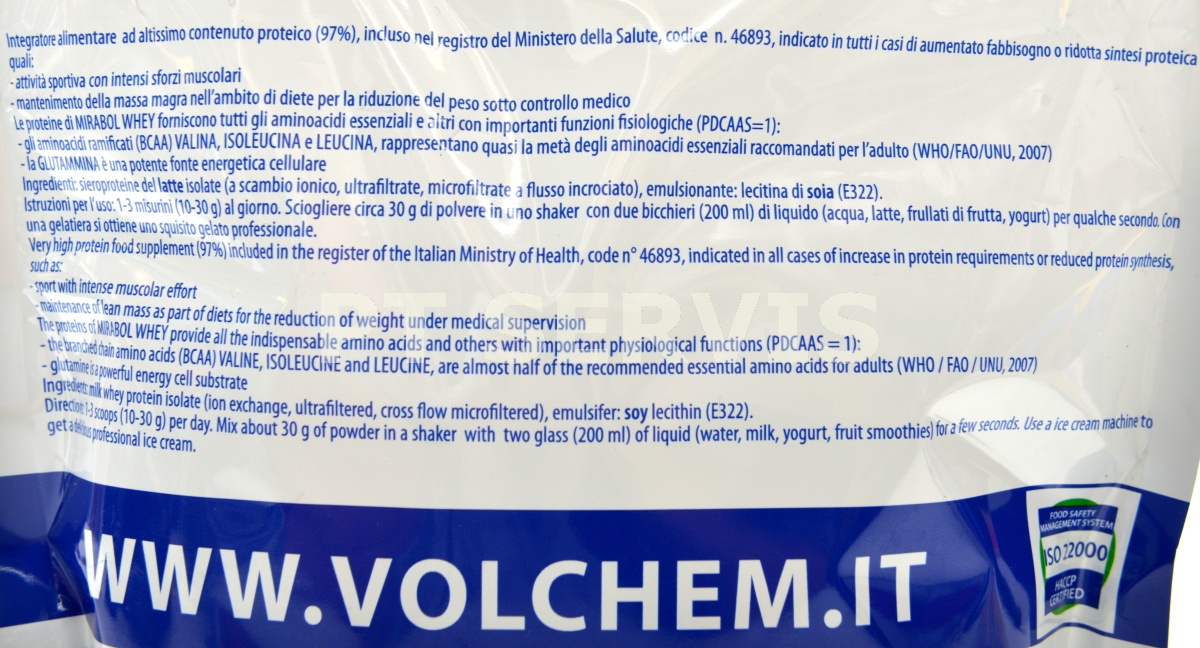 Integratore alimentare ad altissimo contenuto proteico (97%), incluso nel registro del Ministero della Salute, codice n. 46893, indicato in tutti i casi di aumentato fabbisogno o ridotta sintesi proteica
quali:
- attività sportiva con intensi sforzi muscolari
- mantenimento della massa magra nell'ambito di diete per la riduzione del peso sotto controllo medico
Le proteine di MIRABOL WHEY forniscono tutti gli aminoacidi essenziali e altri con importanti funzioni fisiologiche (PDCAAS=1):
- gli aminoacidi ramificati (BCAA) VALINA, ISOLEUCINA e LEUCINA, rappresentano quasi la metà degli aminoacidi essenziali raccomandati per l'adulto (WHO/FAO/UNU, 2007)
- la GLUTAMMINA è una potente fonte energetica cellulare
Ingredienti: sieroproteine del latte isolate (a scambio ionico, ultrafiltrate, microfiltrate a flusso incrociato), emulsionante: lecitina di soia (E322).
Istruzioni per l'uso: 1-3 misurini (10-30 g) al giorno. Sciogliere circa 30 g di polvere in uno shaker con due bicchieri (200 ml) di liquido (acqua, latte, frullati di frutta, yogurt) per qualche secondo. Con
una gelatiera si ottiene uno squisito gelato professionale.
Very high protein food supplement (97%) included in the register of the Italian Ministry of Health, code n° 46893, indicated in all cases of increase in protein requirements or reduced protein synthesis,
such as:
- sport with intense muscolar effort
- maintenance of lean mass as part of diets for the reduction of weight under medical supervision
The proteins of MIRABOL WHEY provide all the indispensable amino acids and others with important physiological functions (PDCAAS = 1):
- the branched chain amino acids (BCAA) VALINE, ISOLEUCINE and LEUCINE, are almost half of the recommended essential amino acids for adults (WHO / FAO / UNU, 2007)
- glutamine is a powerful energy cell substrate
Ingredients: milk whey protein isolate (ion exchange, ultrafiltered, cross flow microfiltered), emulsifer: soy lecithin (E322).
Direction: 1-3 scoops (10-30 g) per day. Mix about 30 g of powder in a shaker with two glass (200 ml) of liquid (water, milk, yogurt, fruit smoothies) for a few seconds. Use a ice cream machine to
get a professional ice cream.
PT SERVIS
WWW.VOLCHEM.IT
FOOD SAFETY
MANAGEMENT SYSTEM
ISO 22000
HACCP
CERTIFIED